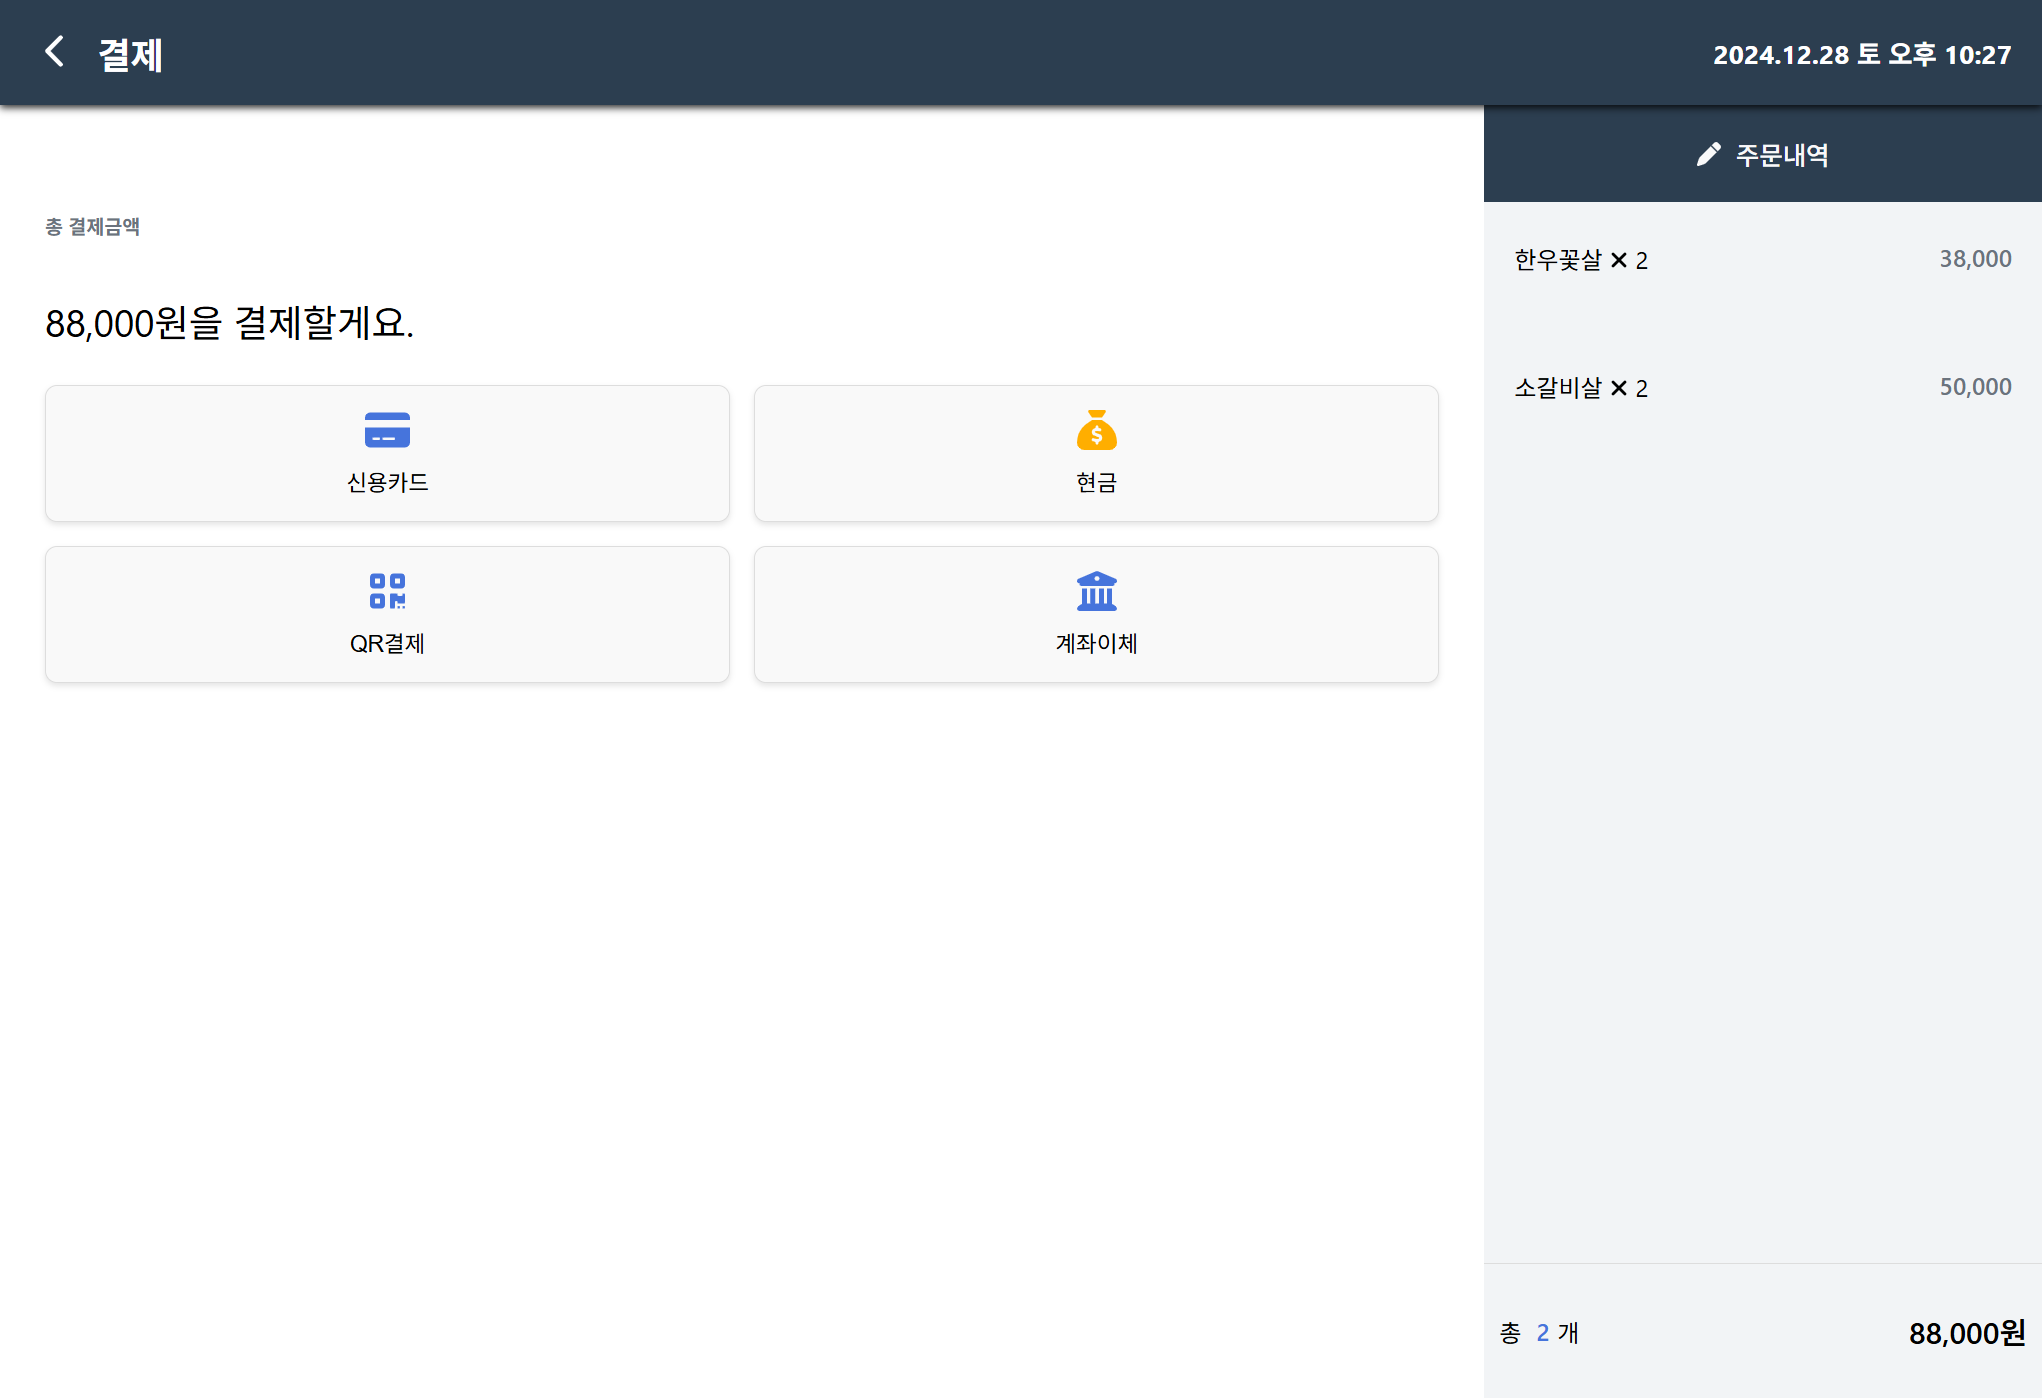 결제
2024.12.28 토 오후 10:27
총 결제금액
88,000원을 결제할게요.
신용카드
현금
QR결제
계좌이체
주문내역
한우꽃살 × 2 38,000
소갈비살 × 2 50,000
총 2 개 88,000원